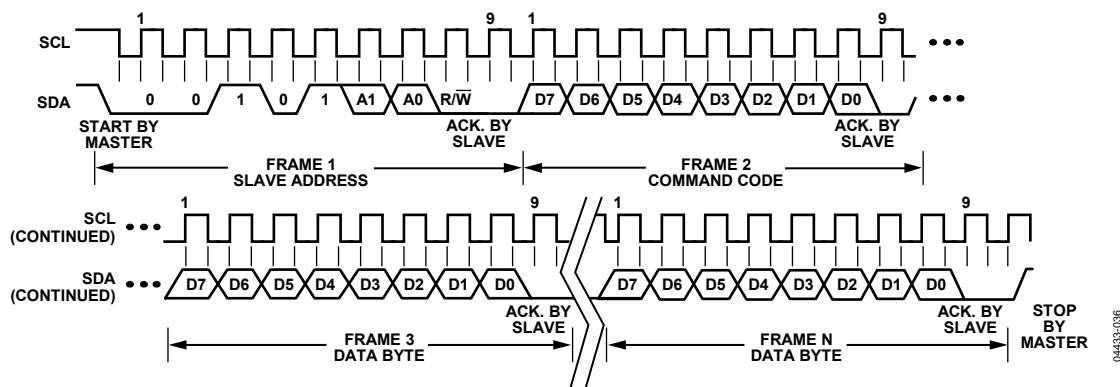 1 9 1 9
SCL
SDA 0 0 1 0 1 A1 A0 R/W̅ D7 D6 D5 D4 D3 D2 D1 D0
START BY MASTER
ACK. BY SLAVE
ACK. BY SLAVE
FRAME 1
SLAVE ADDRESS
FRAME 2
COMMAND CODE
1 9 1 9
SCL
(CONTINUED)
SDA
(CONTINUED)
D7 D6 D5 D4 D3 D2 D1 D0 D7 D6 D5 D4 D3 D2 D1 D0
ACK. BY
SLAVE
ACK. BY
SLAVE
STOP
BY
MASTER
FRAME 3
DATA BYTE
FRAME N
DATA BYTE
04433-036